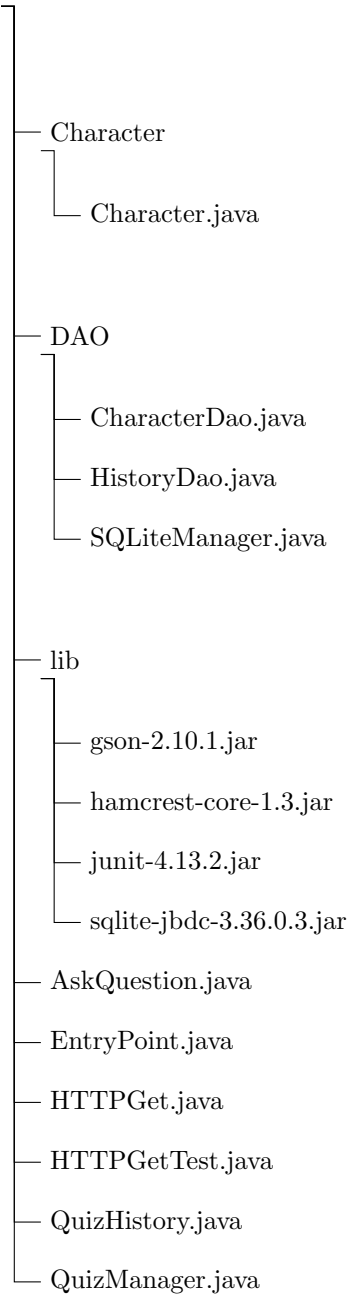 Character
Character.java
DAO
CharacterDao.java
HistoryDao.java
SQLiteManager.java
lib
gson-2.10.1.jar
hamcrest-core-1.3.jar
junit-4.13.2.jar
sqlite-jbdc-3.36.0.3.jar
AskQuestion.java
EntryPoint.java
HTTPGet.java
HTTPGetTest.java
QuizHistory.java
QuizManager.java